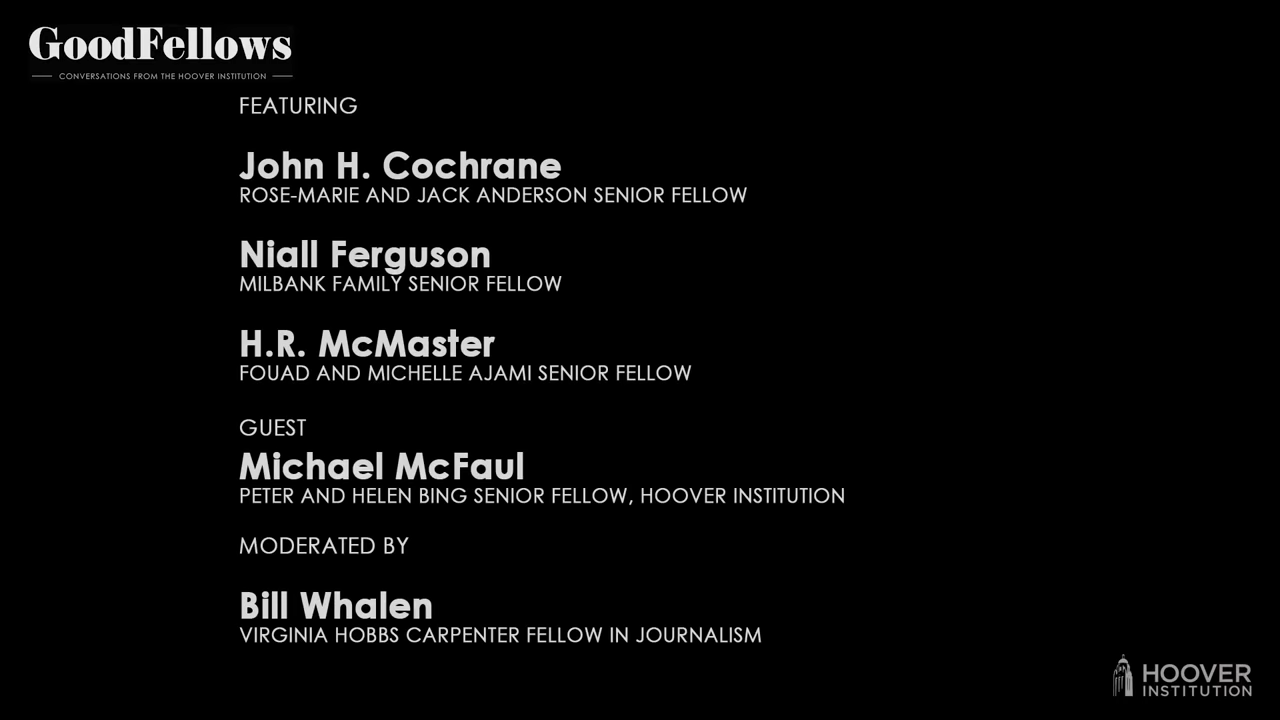 GoodFellows
CONVERSATIONS FROM THE HOOVER INSTITUTION
FEATURING
John H. Cochrane
ROSE-MARIE AND JACK ANDERSON SENIOR FELLOW
Niall Ferguson
MILBANK FAMILY SENIOR FELLOW
H.R. McMaster
FOUAD AND MICHELLE AJAMI SENIOR FELLOW
GUEST
Michael McFaul
PETER AND HELEN BING SENIOR FELLOW, HOOVER INSTITUTION
MODERATED BY
Bill Whalen
VIRGINIA HOBBS CARPENTER FELLOW IN JOURNALISM
HOOVER
INSTITUTION